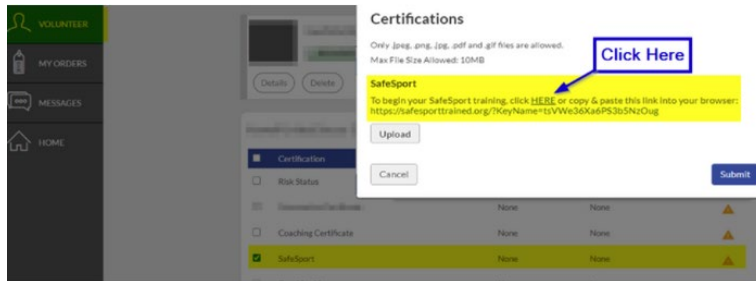 VOLUNTEER
MY ORDERS
MESSAGES
HOME
Details
Delete
Certifications
Only .jpeg, .png, .jpg, .pdf and .gif files are allowed.
Max File Size Allowed: 10MB
Click Here
SafeSport
To begin your SafeSport training, click HERE or copy & paste this link into your browser:
https://safesporttrained.org/?KeyName=tsVWe36Xa6PS3b5NzOug
Upload
Cancel
Submit
Certification
Risk Status
None None
Coaching Certificate None None
SafeSport None None